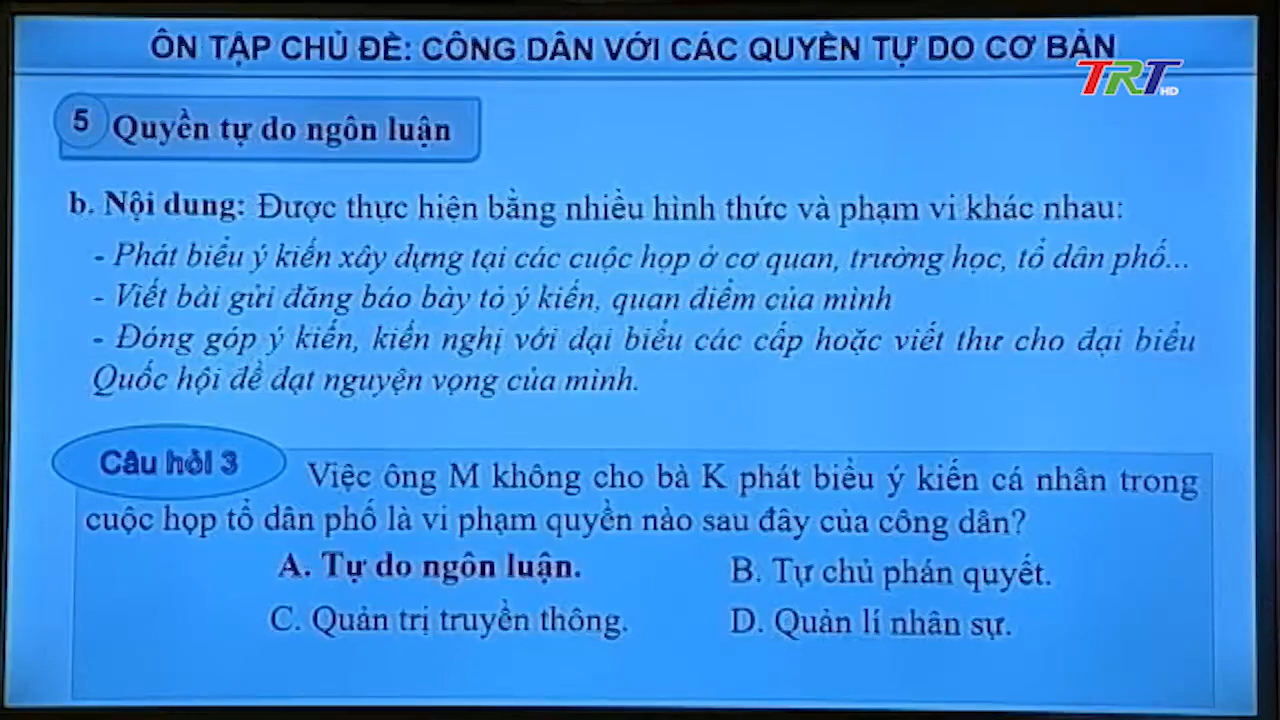 ÔN TẬP CHỦ ĐỀ: CÔNG DÂN VỚI CÁC QUYỀN TỰ DO CƠ BẢN
TRT HD
5 Quyền tự do ngôn luận
b. Nội dung: Được thực hiện bằng nhiều hình thức và phạm vi khác nhau:
- Phát biểu ý kiến xây dựng tại các cuộc họp ở cơ quan, trường học, tổ dân phố...
- Viết bài gửi đăng báo bày tỏ ý kiến, quan điểm của mình
- Đóng góp ý kiến, kiến nghị với đại biểu các cấp hoặc viết thư cho đại biểu
Quốc hội để đạt nguyện vọng của mình.
Câu hỏi 3
Việc ông M không cho bà K phát biểu ý kiến cá nhân trong
cuộc họp tổ dân phố là vi phạm quyền nào sau đây của công dân?
A. Tự do ngôn luận. B. Tự chủ phán quyết.
C. Quản trị truyền thông. D. Quản lí nhân sự.